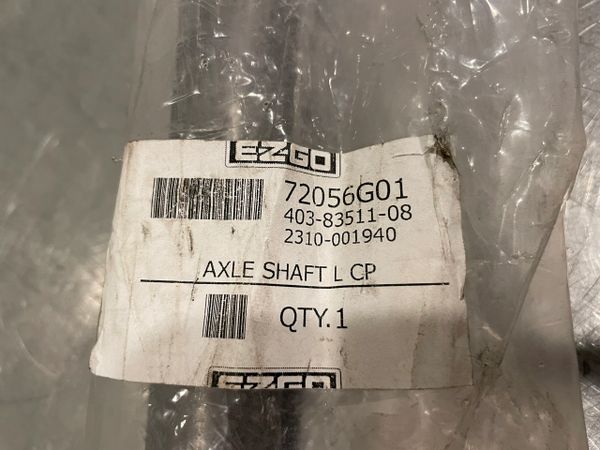 EZGO
72056G01
403-83511-08
2310-001940
AXLE SHAFT L CP
QTY.1
EZGO